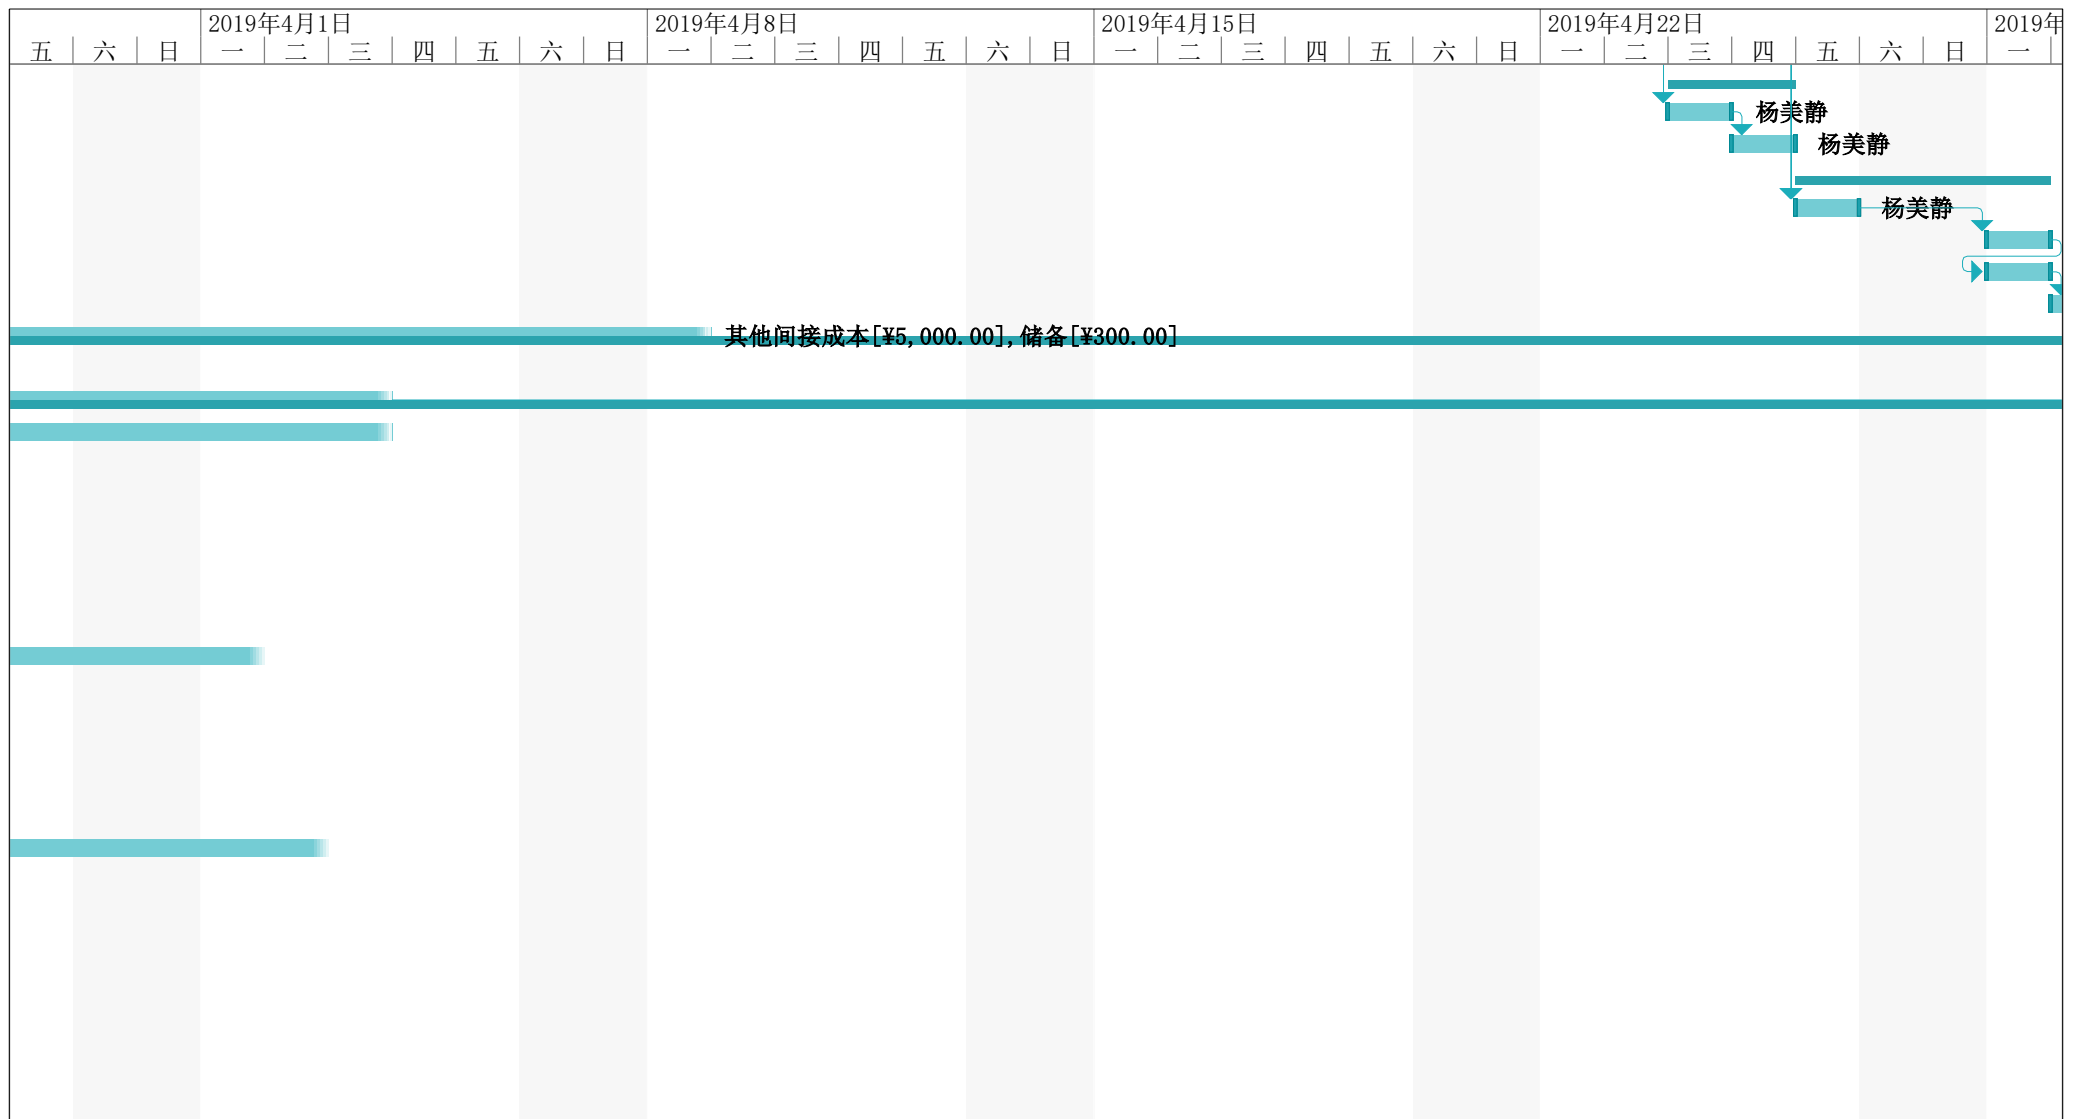 2019年4月1日 2019年4月8日 2019年4月15日 2019年4月22日 2019年
五 六 日 一 二 三 四 五 六 日 一 二 三 四 五 六 日 一 二 三 四 五 六 日 一 二 三 四 五 六 日 一
杨美静
杨美静
杨美静
其他间接成本[¥5,000.00],储备[¥300.00]